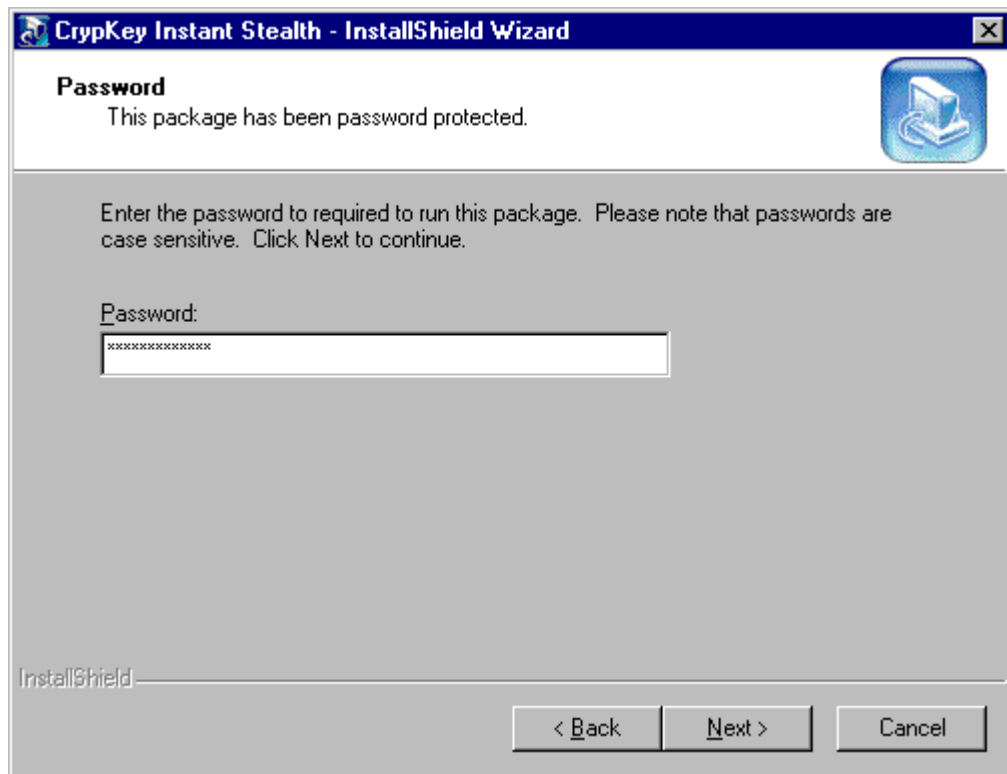 CrypKey Instant Stealth - InstallShield Wizard
Password
This package has been password protected.
Enter the password to required to run this package.  Please note that passwords are
case sensitive.  Click Next to continue.
Password:
*************
InstallShield
< Back
Next >
Cancel